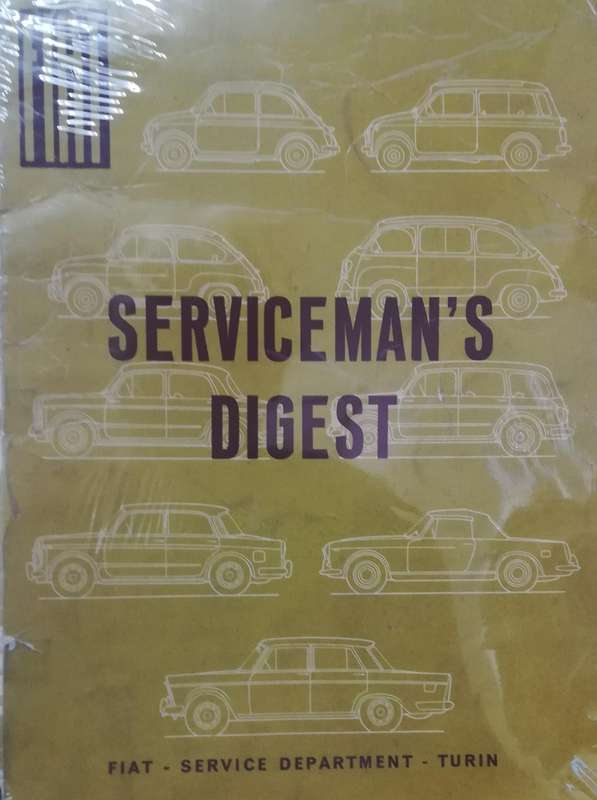 FIAT
SERVICEMAN'S
DIGEST
FIAT - SERVICE DEPARTMENT - TURIN